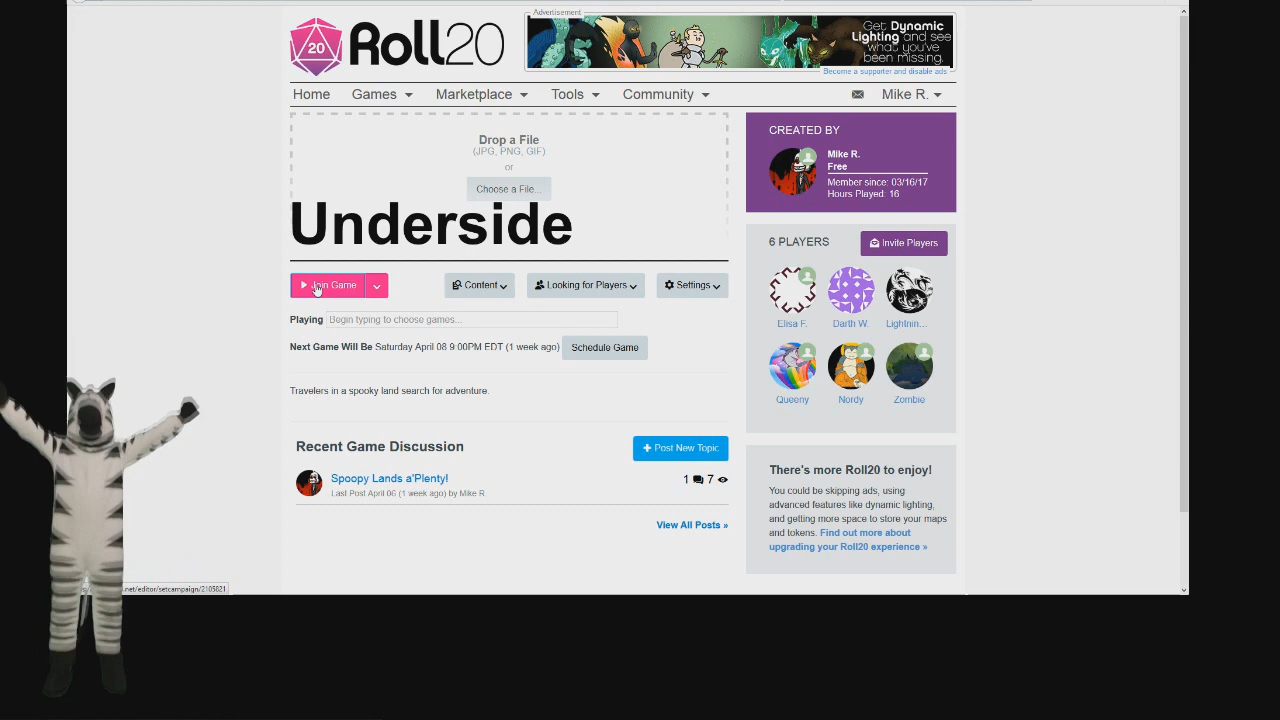 Advertisement
20 Roll20
Get Dynamic
Lighting and see
what you've
been missing.
Become a supporter and disable ads
Home Games Marketplace Tools Community Mike R.
Drop a File
(JPG, PNG, GIF)
or
Choose a File...
Underside
Join Game Content Looking for Players Settings
Playing Begin typing to choose games...
Next Game Will Be Saturday April 08 9:00PM EDT (1 week ago) Schedule Game
Travelers in a spooky land search for adventure.
Recent Game Discussion + Post New Topic
Spoopy Lands a'Plenty! 1 7
Last Post April 06 (1 week ago) by Mike R.
View All Posts »
CREATED BY
Mike R.
Free
Member since: 03/16/17
Hours Played: 16
6 PLAYERS Invite Players
Elisa F. Darth W. Lightnin...
Queeny Nordy Zombie
There's more Roll20 to enjoy!
You could be skipping ads, using
advanced features like dynamic lighting,
and getting more space to store your maps
and tokens. Find out more about
upgrading your Roll20 experience »
.net/editor/setcampaign/2105821